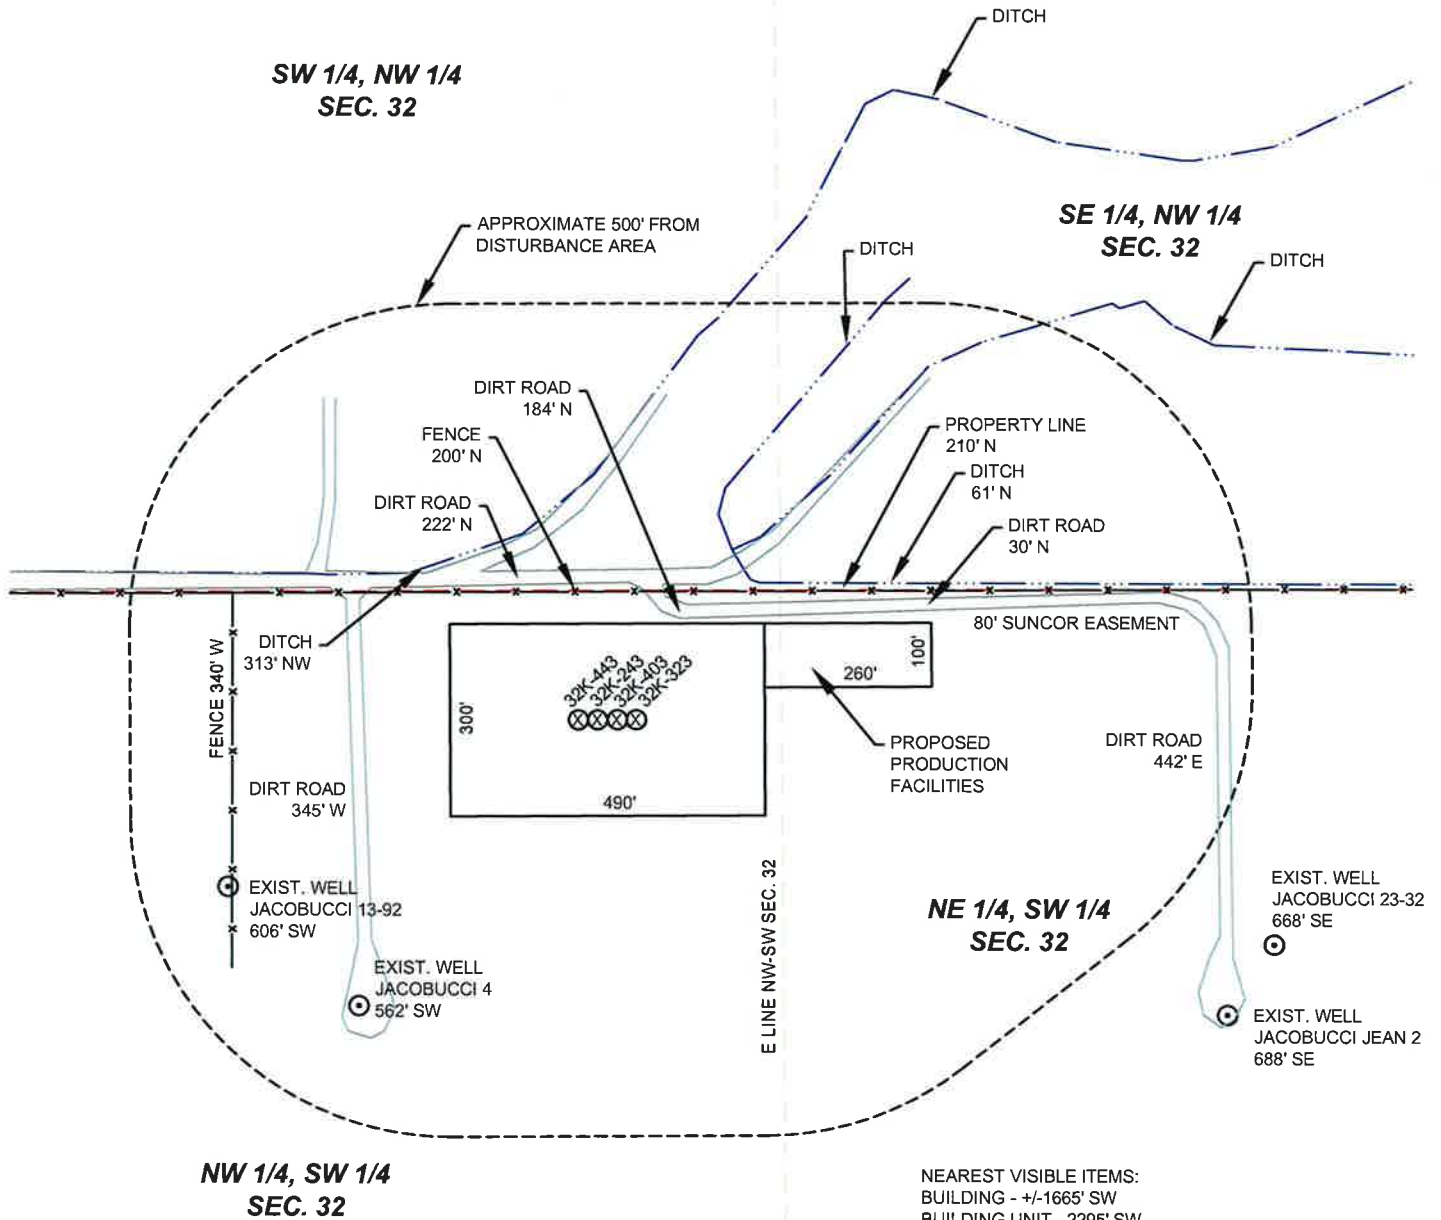 DITCH
SW 1/4, NW 1/4
SEC. 32
SE 1/4, NW 1/4
SEC. 32
APPROXIMATE 500' FROM
DISTURBANCE AREA
DITCH
DITCH
DIRT ROAD
184' N
FENCE
200' N
DIRT ROAD
222' N
PROPERTY LINE
210' N
DITCH
61' N
DIRT ROAD
30' N
80' SUNCOR EASEMENT
DITCH
313' NW
FENCE 340' W
32K-443
32K-243
32K-403
32K-323
300'
490'
260'
100'
PROPOSED
PRODUCTION
FACILITIES
DIRT ROAD
442' E
DIRT ROAD
345' W
EXIST. WELL
JACOBUCCI 13-92
606' SW
EXIST. WELL
JACOBUCCI 4
562' SW
E LINE NW-SW SEC. 32
NE 1/4, SW 1/4
SEC. 32
EXIST. WELL
JACOBUCCI 23-32
668' SE
EXIST. WELL
JACOBUCCI JEAN 2
688' SE
NW 1/4, SW 1/4
SEC. 32
NEAREST VISIBLE ITEMS:
BUILDING - +/-1665' SW
BUILDING UNIT - 2295' SW